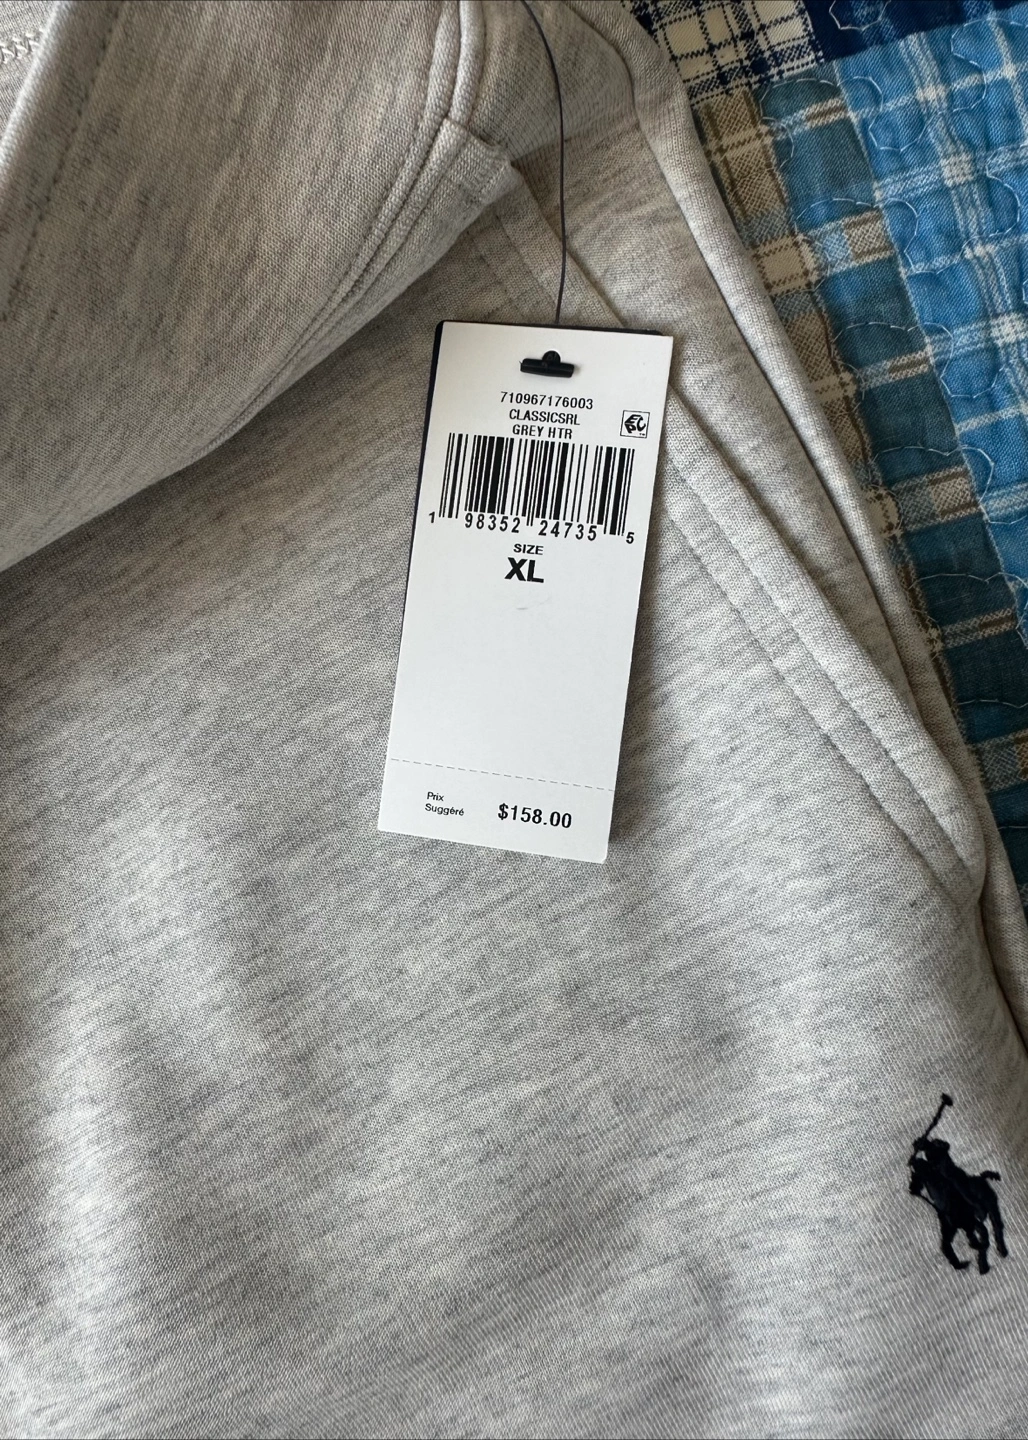 710967176003
CLASSICSRL
GREY HTR
1 98352 24735 5
SIZE
XL
Prix
Suggéré
$158.00